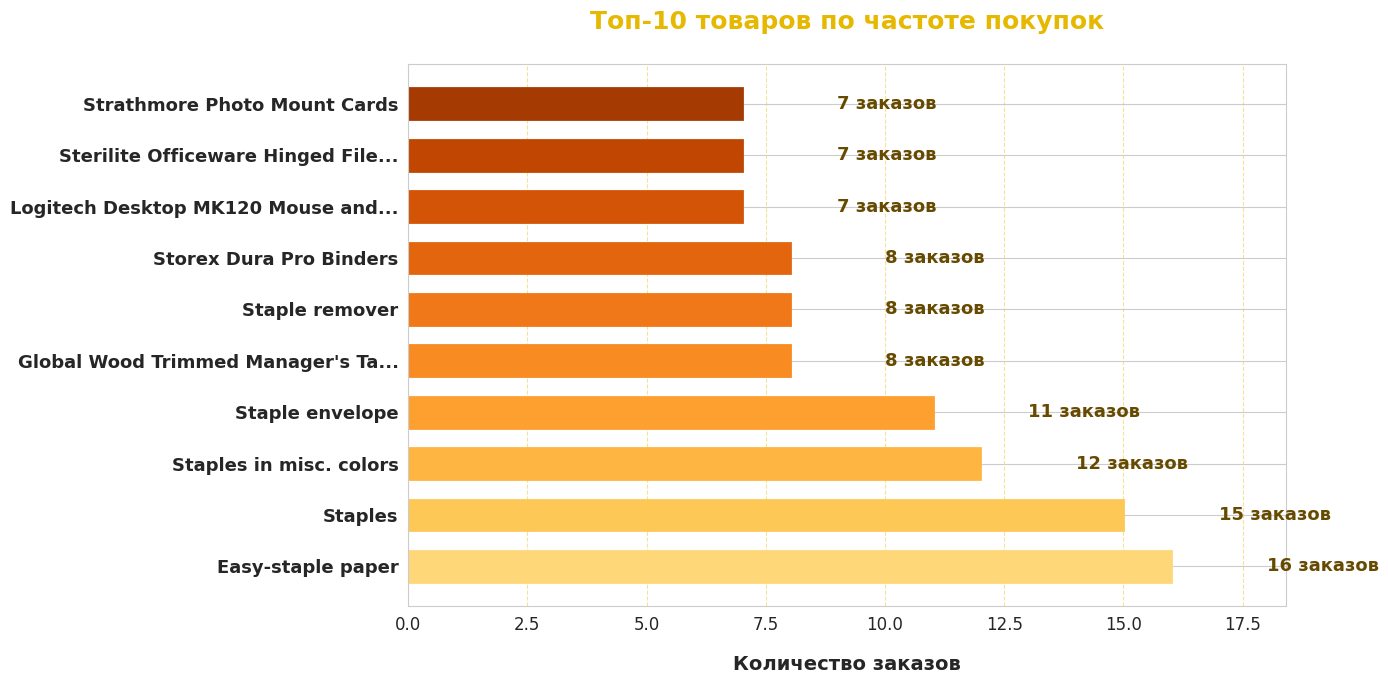 Топ-10 товаров по частоте покупок
Strathmore Photo Mount Cards
7 заказов
Sterilite Officeware Hinged File...
7 заказов
Logitech Desktop MK120 Mouse and...
7 заказов
Storex Dura Pro Binders
8 заказов
Staple remover
8 заказов
Global Wood Trimmed Manager's Ta...
8 заказов
Staple envelope
11 заказов
Staples in misc. colors
12 заказов
Staples
15 заказов
Easy-staple paper
16 заказов
0.0 2.5 5.0 7.5 10.0 12.5 15.0 17.5
Количество заказов